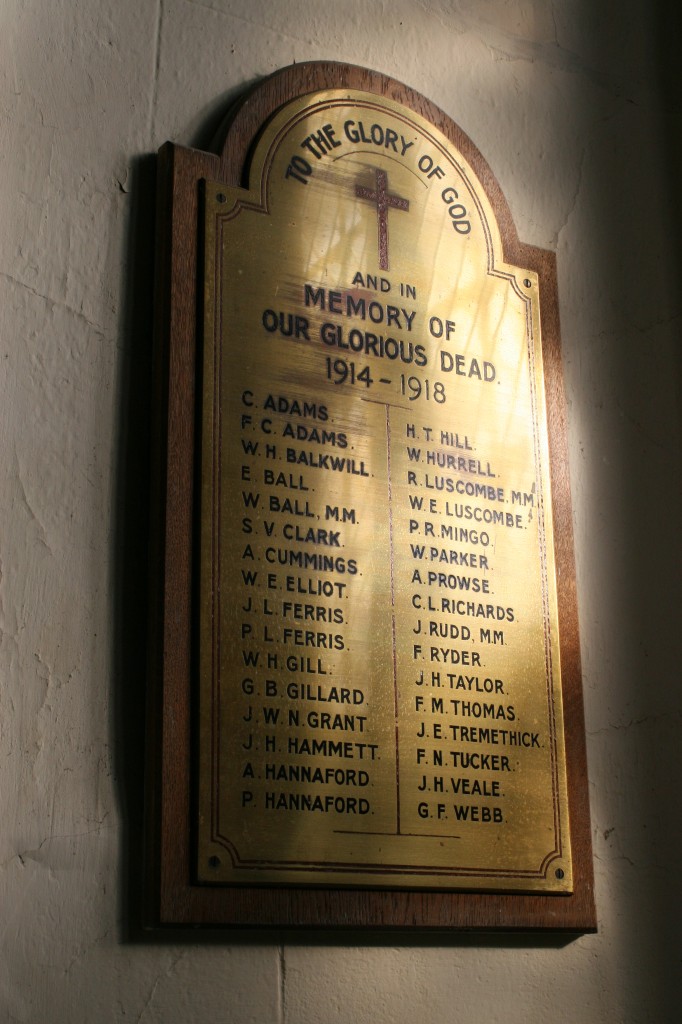 TO THE GLORY OF GOD
AND IN
MEMORY OF
OUR GLORIOUS DEAD.
1914 - 1918
C. ADAMS.
F. C. ADAMS.
W. H. BALKWILL.
E. BALL.
W. BALL, M.M.
S. V. CLARK.
A. CUMMINGS.
W. E. ELLIOT.
J. L. FERRIS.
P. L. FERRIS.
W. H. GILL.
G. B. GILLARD.
J. W. N. GRANT.
J. H. HAMMETT.
A. HANNAFORD.
P. HANNAFORD.
H. T. HILL.
W. HURRELL.
R. LUSCOMBE, M.M.
W. E. LUSCOMBE.
P. R. MINGO.
W. PARKER.
A. PROWSE.
C. L. RICHARDS.
J. RUDD, M.M.
F. RYDER.
J. H. TAYLOR.
F. M. THOMAS.
J. E. TREMETHICK.
F. N. TUCKER.
J. H. VEALE.
G. F. WEBB.